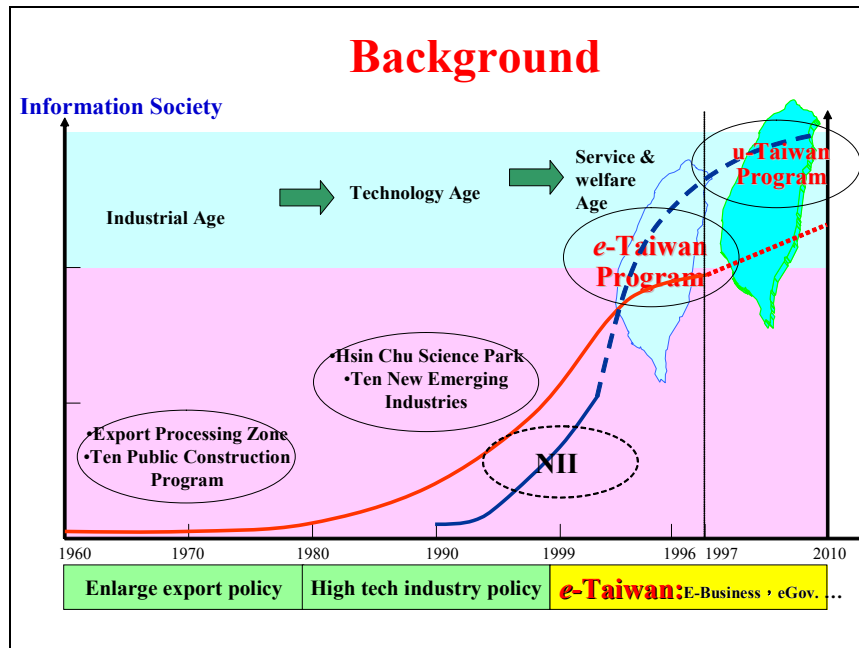 Background
Information Society
Industrial Age
Technology Age
Service &
welfare
Age
u-Taiwan
Program
e-Taiwan
Program
•Hsin Chu Science Park
•Ten New Emerging
Industries
•Export Processing Zone
•Ten Public Construction
Program
NII
1960 1970 1980 1990 1999 1996 1997 2010
Enlarge export policy High tech industry policy e-Taiwan:E-Business，eGov. …